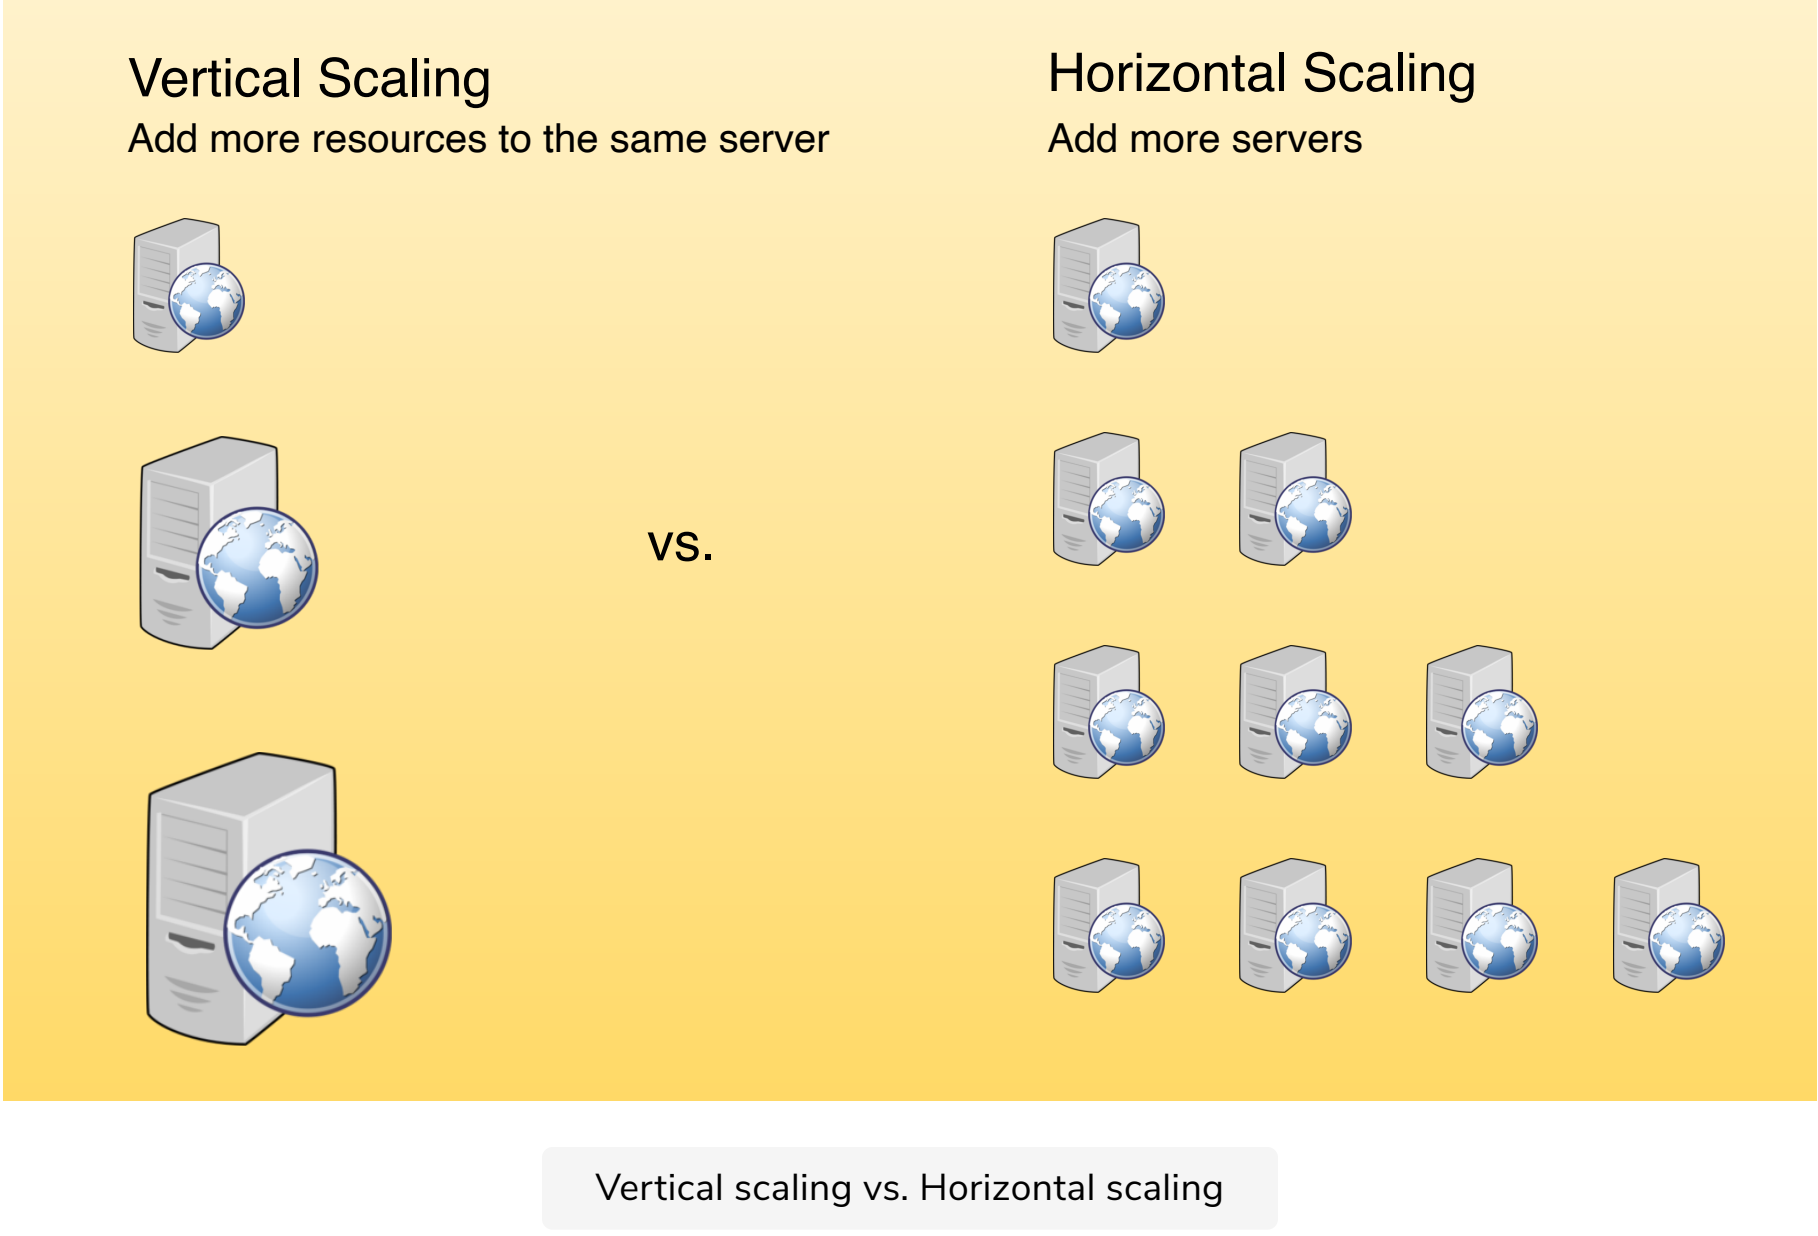 Vertical Scaling
Add more resources to the same server
Horizontal Scaling
Add more servers
vs.
Vertical scaling vs. Horizontal scaling